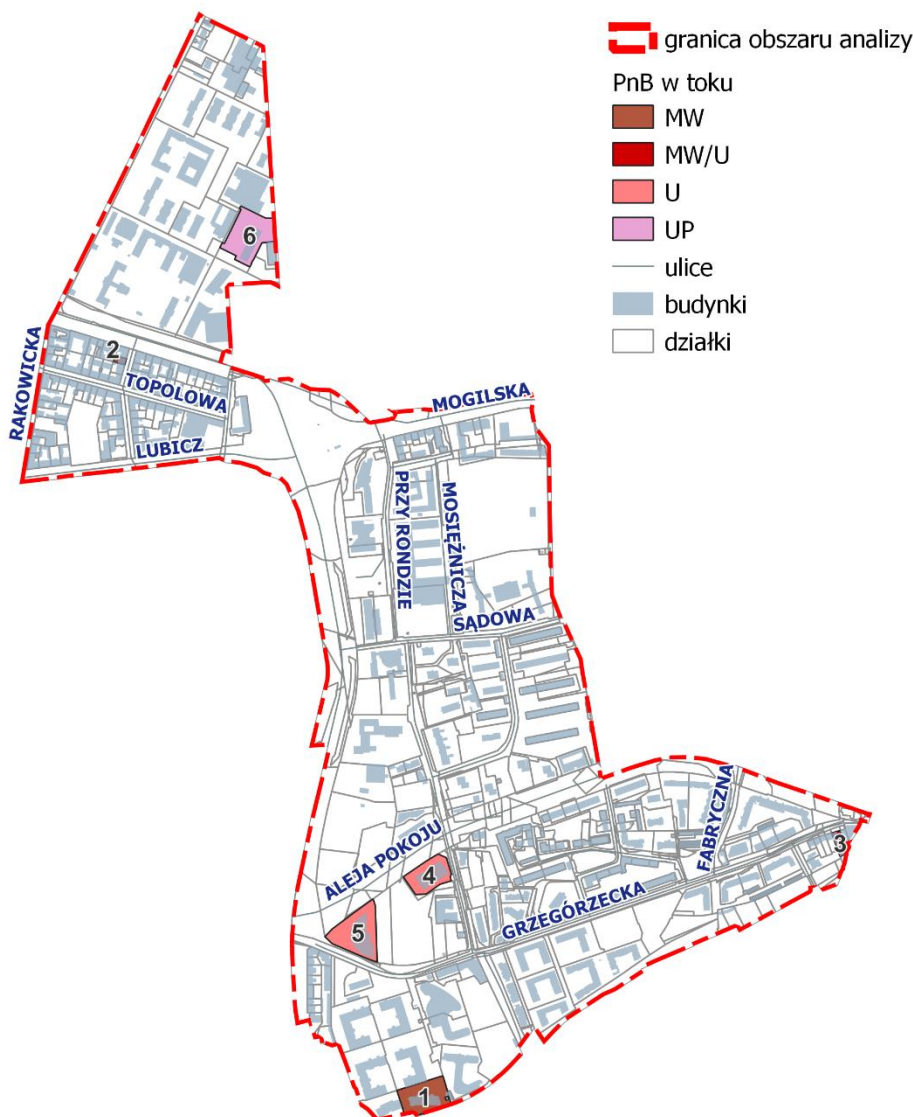 granica obszaru analizy
PnB w toku
MW
MW/U
U
UP
ulice
budynki
działki
6
RAKOWICKA
2
TOPOLOWA
LUBICZ
MOGILSKA
PRZY RONDZIE
MOSIĘŻNICZA
SĄDOWA
ALEJA POKOJU
FABRYCZNA
3
4
GRZEGÓRZECKA
5
1